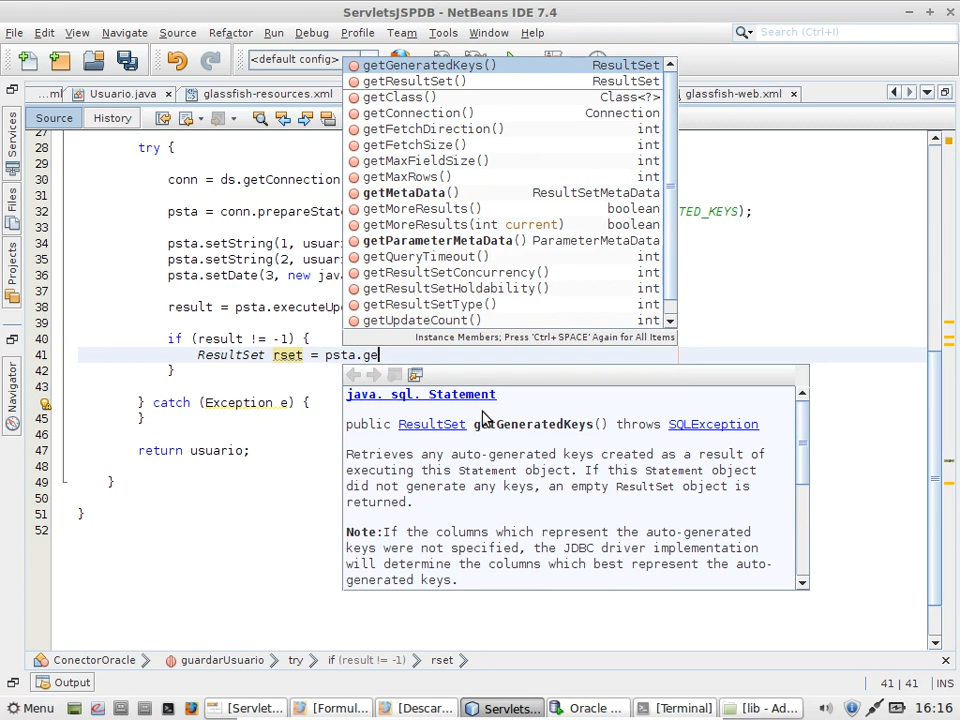 ServletsJSPDB - NetBeans IDE 7.4
File Edit View Navigate Source Refactor Run Debug Profile Team Tools Window Help Search (Ctrl+I)
<default config>
...ml Usuario.java glassfish-resources.xml glassfish-web.xml
Source History
Services
Files
Projects
Navigator
27
28 try {
29
30 conn = ds.getConnection
31
32 psta = conn.prepareStat TED_KEYS);
33
34 psta.setString(1, usuar
35 psta.setString(2, usuar
36 psta.setDate(3, new jav
37
38 result = psta.executeUp
39
40 if (result != -1) {
41 ResultSet rset = psta.ge
42 }
43
} catch (Exception e) {
45 }
46
47 return usuario;
48
49 }
50
51 }
52
getGeneratedKeys() ResultSet
getResultSet() ResultSet
getClass() Class<?>
getConnection() Connection
getFetchDirection() int
getFetchSize() int
getMaxFieldSize() int
getMaxRows() int
getMetaData() ResultSetMetaData
getMoreResults() boolean
getMoreResults(int current) boolean
getParameterMetaData() ParameterMetaData
getQueryTimeout() int
getResultSetConcurrency() int
getResultSetHoldability() int
getResultSetType() int
getUpdateCount() int
Instance Members; Press 'Ctrl+SPACE' Again for All Items
java. sql. Statement
public ResultSet getGeneratedKeys() throws SQLException
Retrieves any auto-generated keys created as a result of
executing this Statement object. If this Statement object
did not generate any keys, an empty ResultSet object is
returned.
Note:If the columns which represent the auto-generated
keys were not specified, the JDBC driver implementation
will determine the columns which best represent the auto-
generated keys.
ConectorOracle guardarUsuario try if (result != -1) rset
Output 41 | 41 INS
Menu [Servlet... [Formul... [Descar... Servlets... Oracle ... [Terminal] [lib - Ad... 16:16